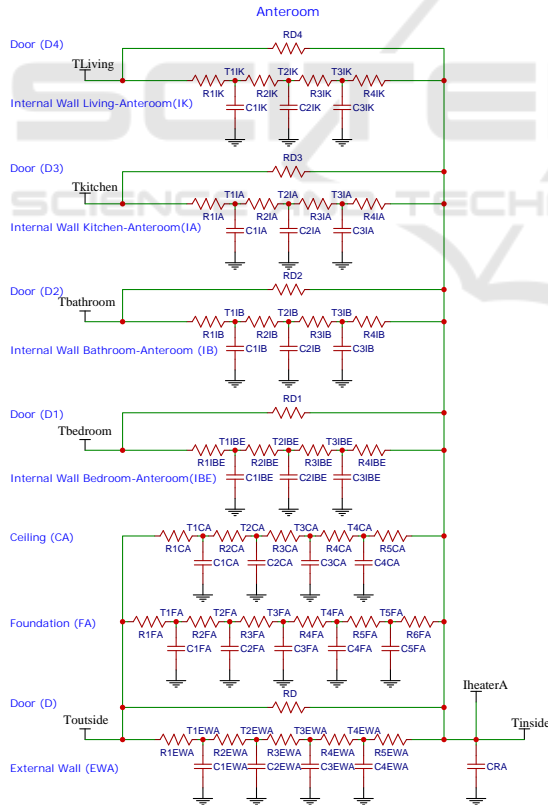 Anteroom
Door (D4)
RD4
TLiving
T1IK T2IK T3IK
R1IK R2IK R3IK R4IK
Internal Wall Living-Anteroom(IK)
C1IK C2IK C3IK
Door (D3)
RD3
Tkitchen
SCIENCE AND TECH
T1IA T2IA T3IA
R1IA R2IA R3IA R4IA
Internal Wall Kitchen-Anteroom(IA)
C1IA C2IA C3IA
Door (D2)
RD2
Tbathroom
T1IB T2IB T3IB
R1IB R2IB R3IB R4IB
Internal Wall Bathroom-Anteroom (IB)
C1IB C2IB C3IB
Door (D1)
RD1
Tbedroom
T1IBE T2IBE T3IBE
R1IBE R2IBE R3IBE R4IBE
Internal Wall Bedroom-Anteroom(IBE)
C1IBE C2IBE C3IBE
T1CA T2CA T3CA T4CA
Ceiling (CA)
R1CA R2CA R3CA R4CA R5CA
C1CA C2CA C3CA C4CA
T1FA T2FA T3FA T4FA T5FA
Foundation (FA)
R1FA R2FA R3FA R4FA R5FA R6FA
C1FA C2FA C3FA C4FA C5FA
Door (D)
RD
IheaterA
Toutside
Tinside
T1EWA T2EWA T3EWA T4EWA
R1EWA R2EWA R3EWA R4EWA R5EWA
External Wall (EWA)
C1EWA C2EWA C3EWA C4EWA
CRA